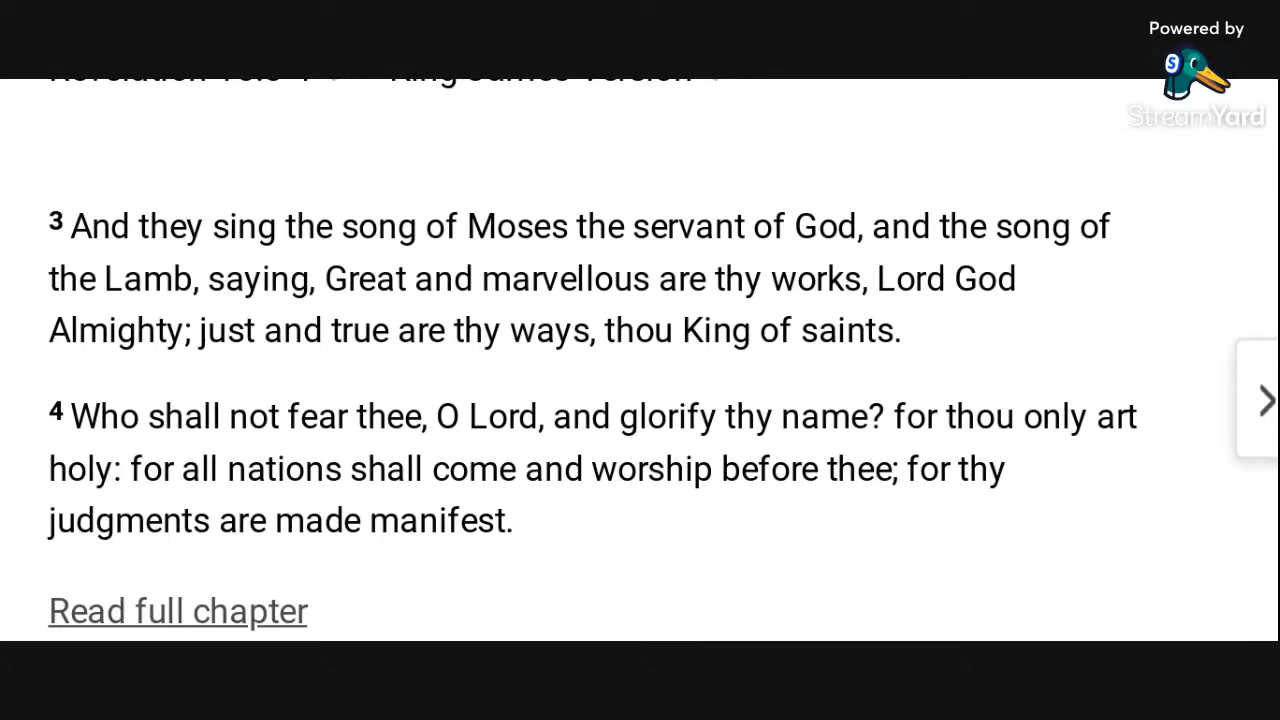 Powered by
StreamYard
King James Version
3 And they sing the song of Moses the servant of God, and the song of
the Lamb, saying, Great and marvellous are thy works, Lord God
Almighty; just and true are thy ways, thou King of saints.
4 Who shall not fear thee, O Lord, and glorify thy name? for thou only art
holy: for all nations shall come and worship before thee; for thy
judgments are made manifest.
Read full chapter